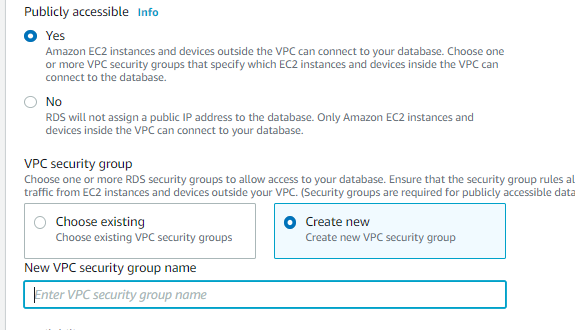 Publicly accessible Info
Yes
Amazon EC2 instances and devices outside the VPC can connect to your database. Choose one
or more VPC security groups that specify which EC2 instances and devices inside the VPC can
connect to the database.
No
RDS will not assign a public IP address to the database. Only Amazon EC2 instances and
devices inside the VPC can connect to your database.
VPC security group
Choose one or more RDS security groups to allow access to your database. Ensure that the security group rules al
traffic from EC2 instances and devices outside your VPC. (Security groups are required for publicly accessible data
Choose existing
Choose existing VPC security groups
Create new
Create new VPC security group
New VPC security group name
Enter VPC security group name